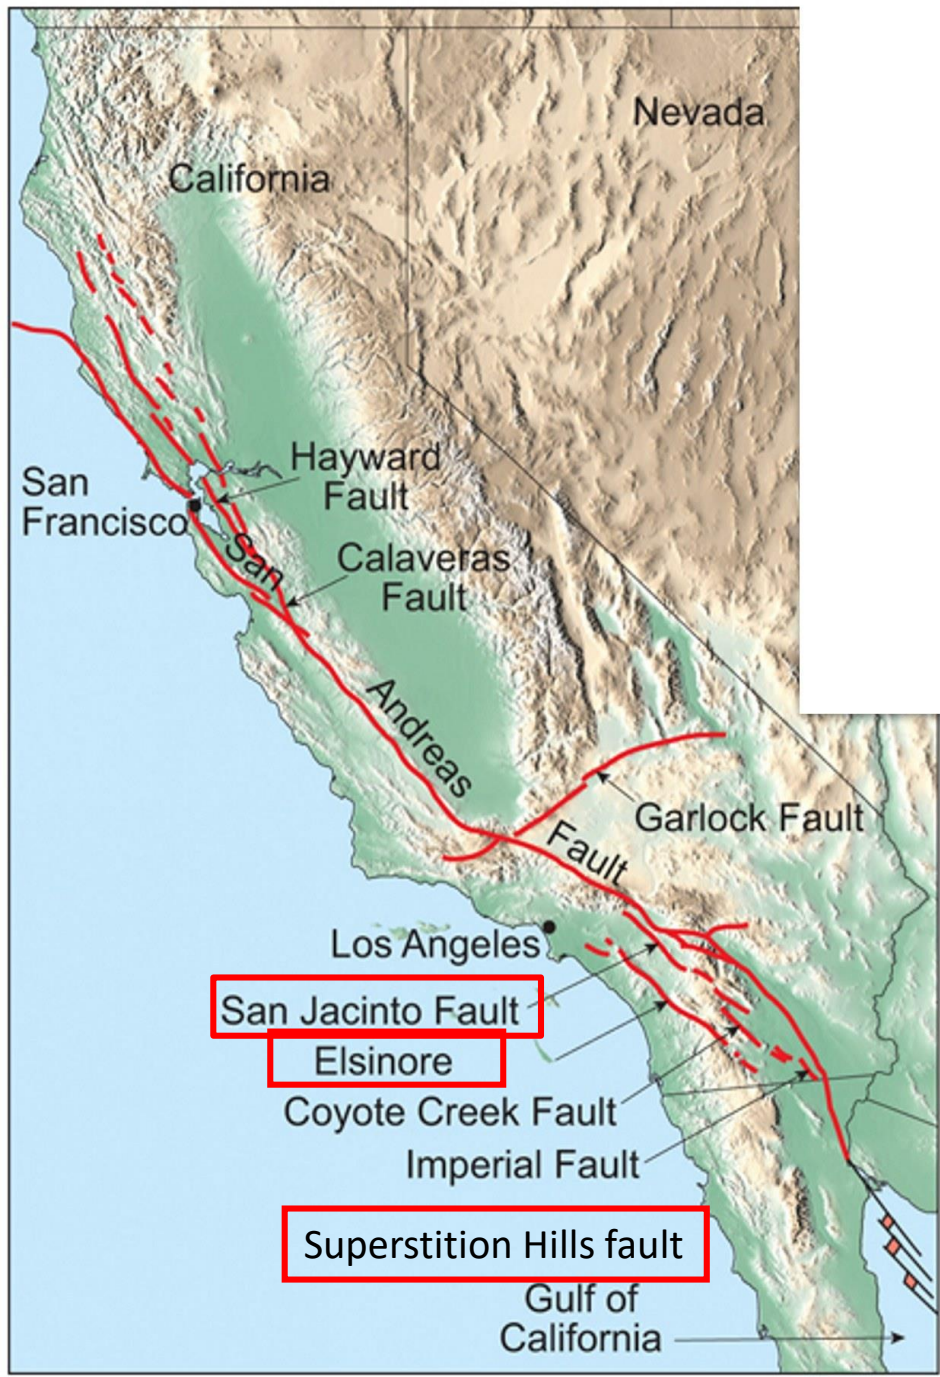 Nevada
California
Hayward
Fault
San
Francisco
San
Calaveras
Fault
Andreas
Garlock Fault
Fault
Los Angeles
San Jacinto Fault
Elsinore
Coyote Creek Fault
Imperial Fault
Superstition Hills fault
Gulf of
California